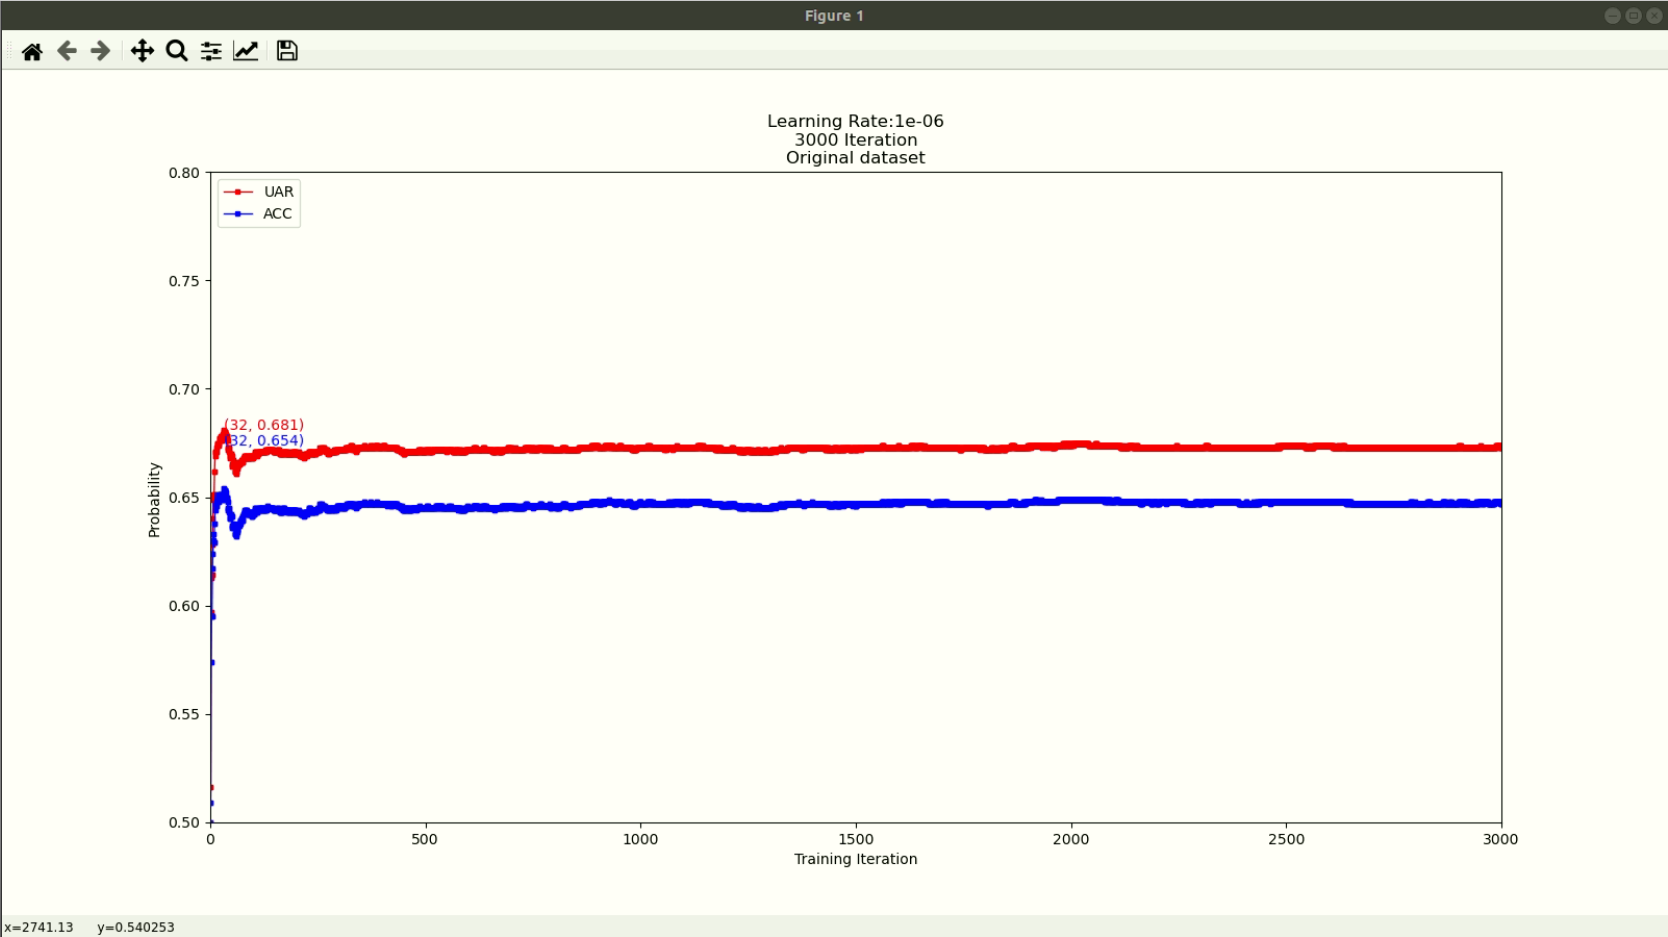 Figure 1
Learning Rate:1e-06
3000 Iteration
Original dataset
0.80
UAR
ACC
0.75
0.70
(32, 0.681)
(32, 0.654)
0.65
Probability
0.60
0.55
0.50
0 500 1000 1500 2000 2500 3000
Training Iteration
x=2741.13 y=0.540253